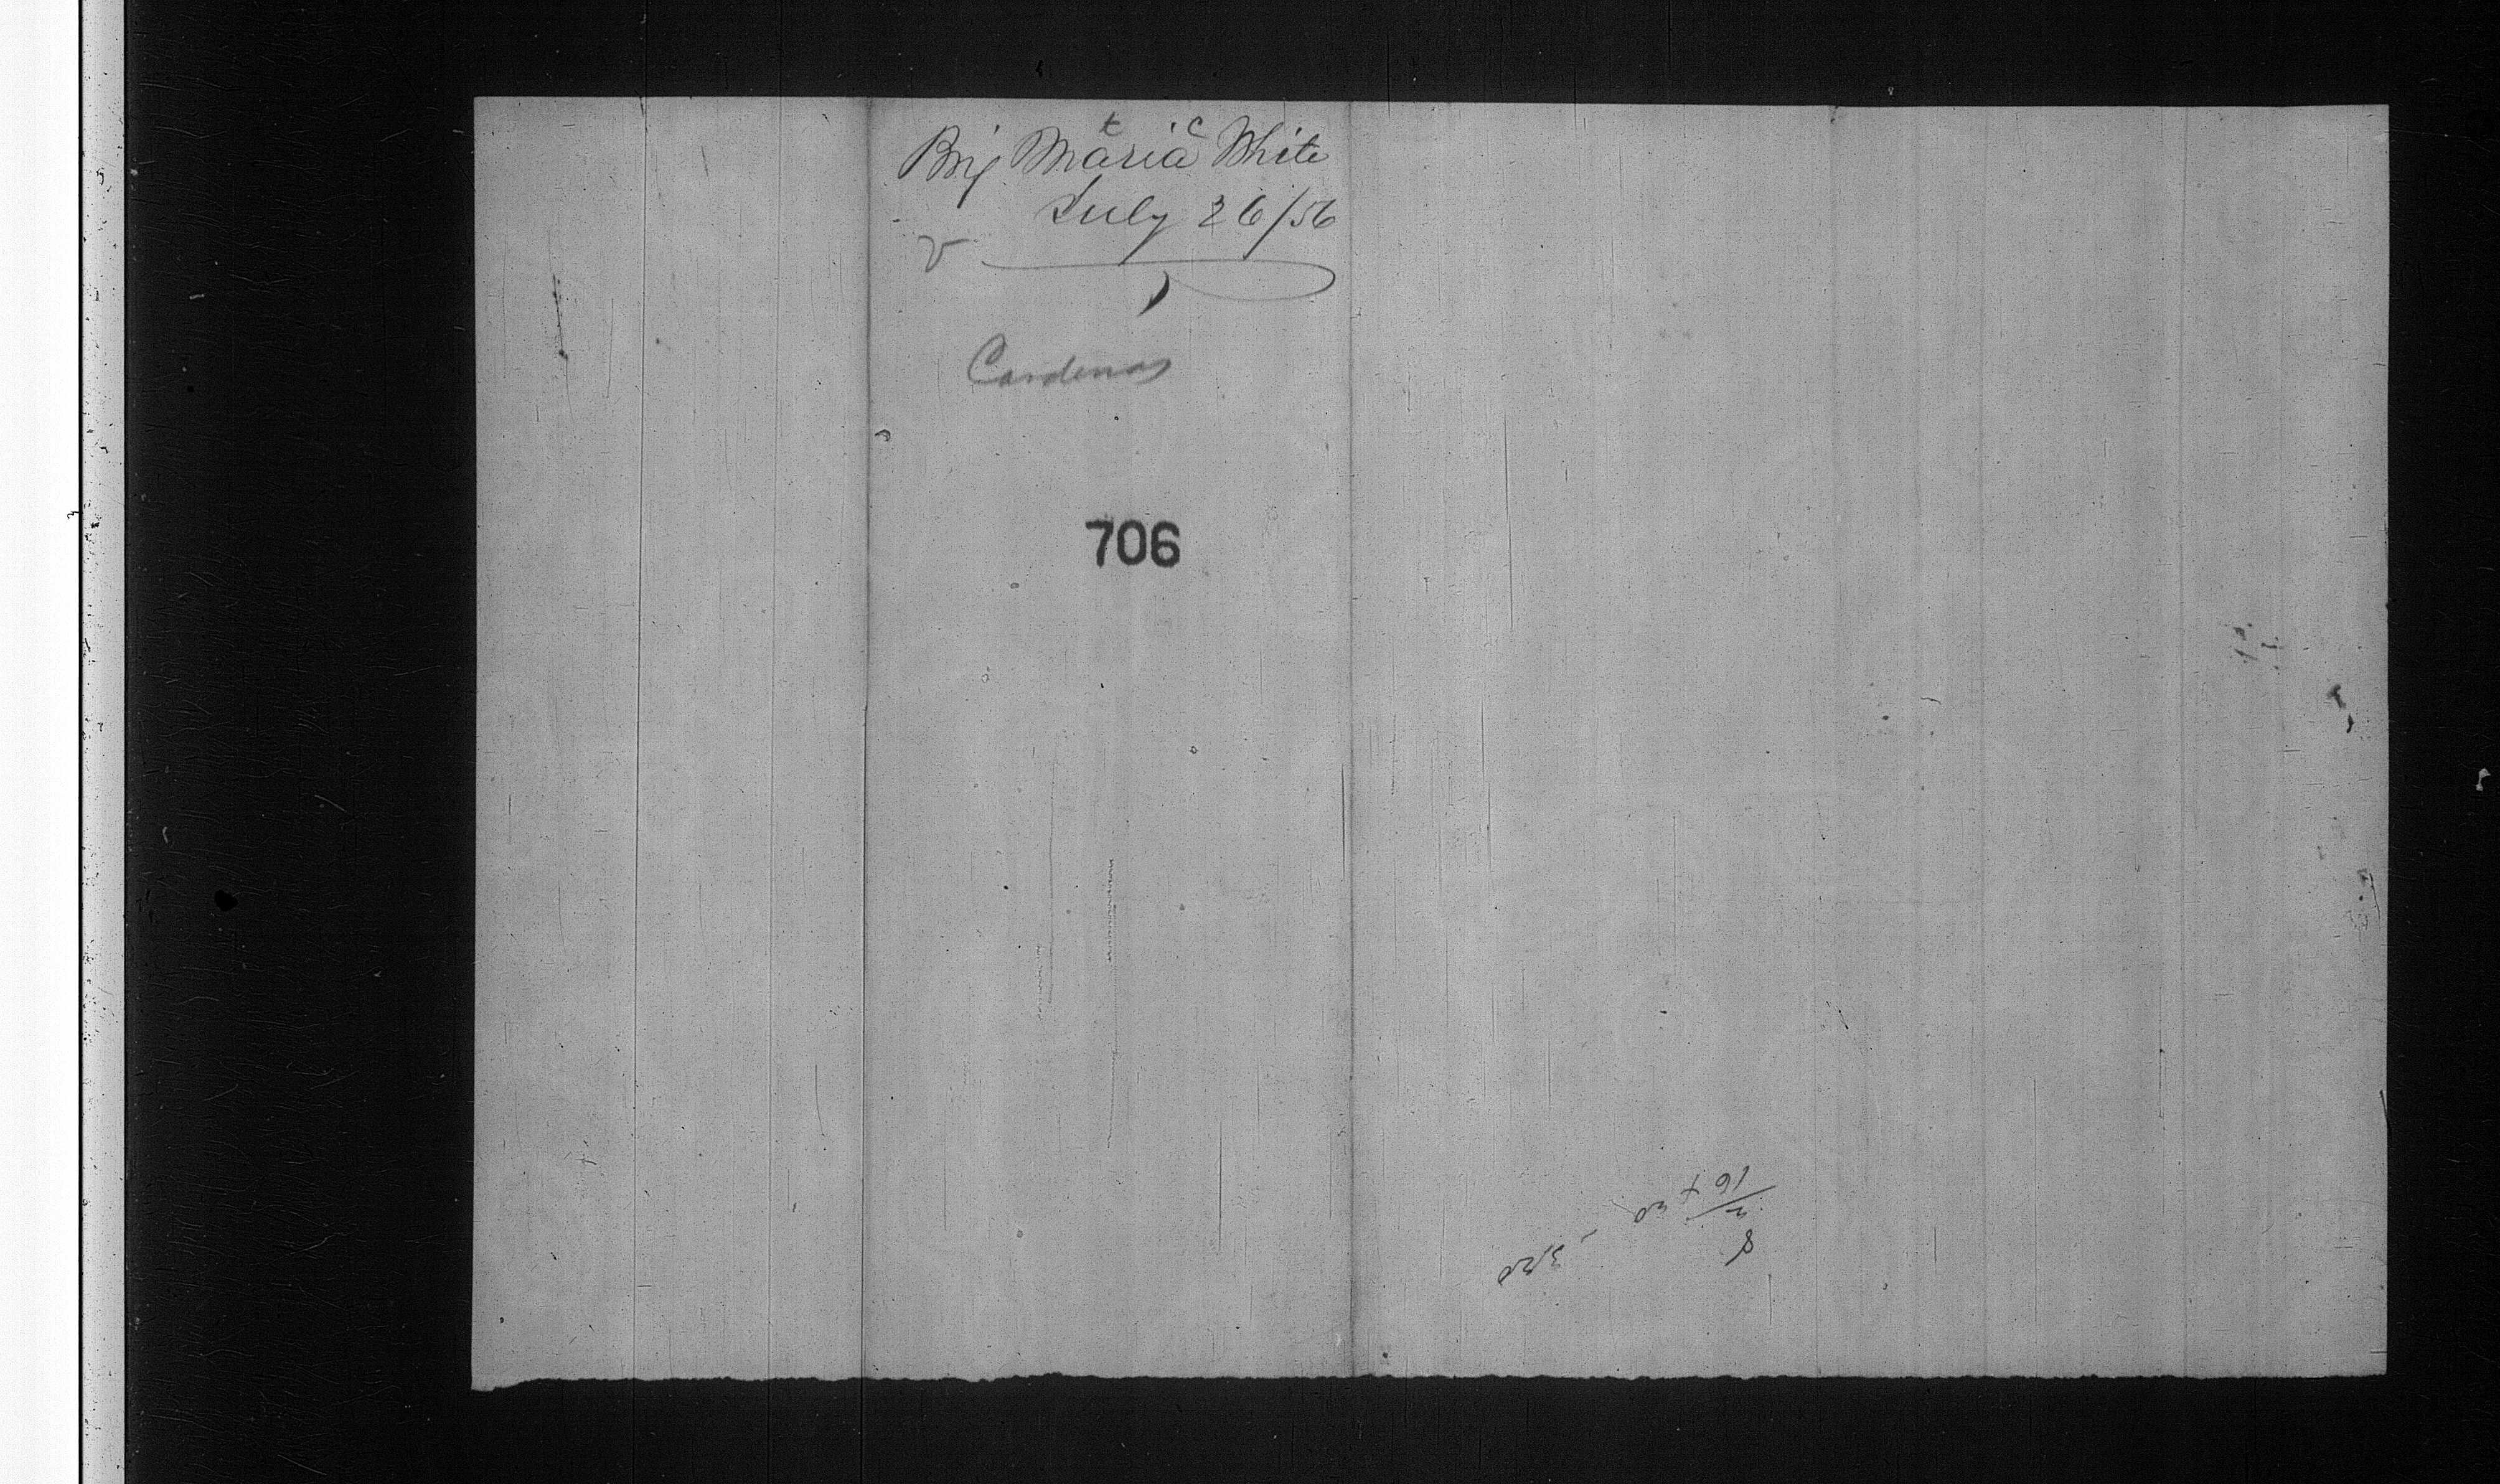 Brig Maria White
July 26/56
Cardenas
706